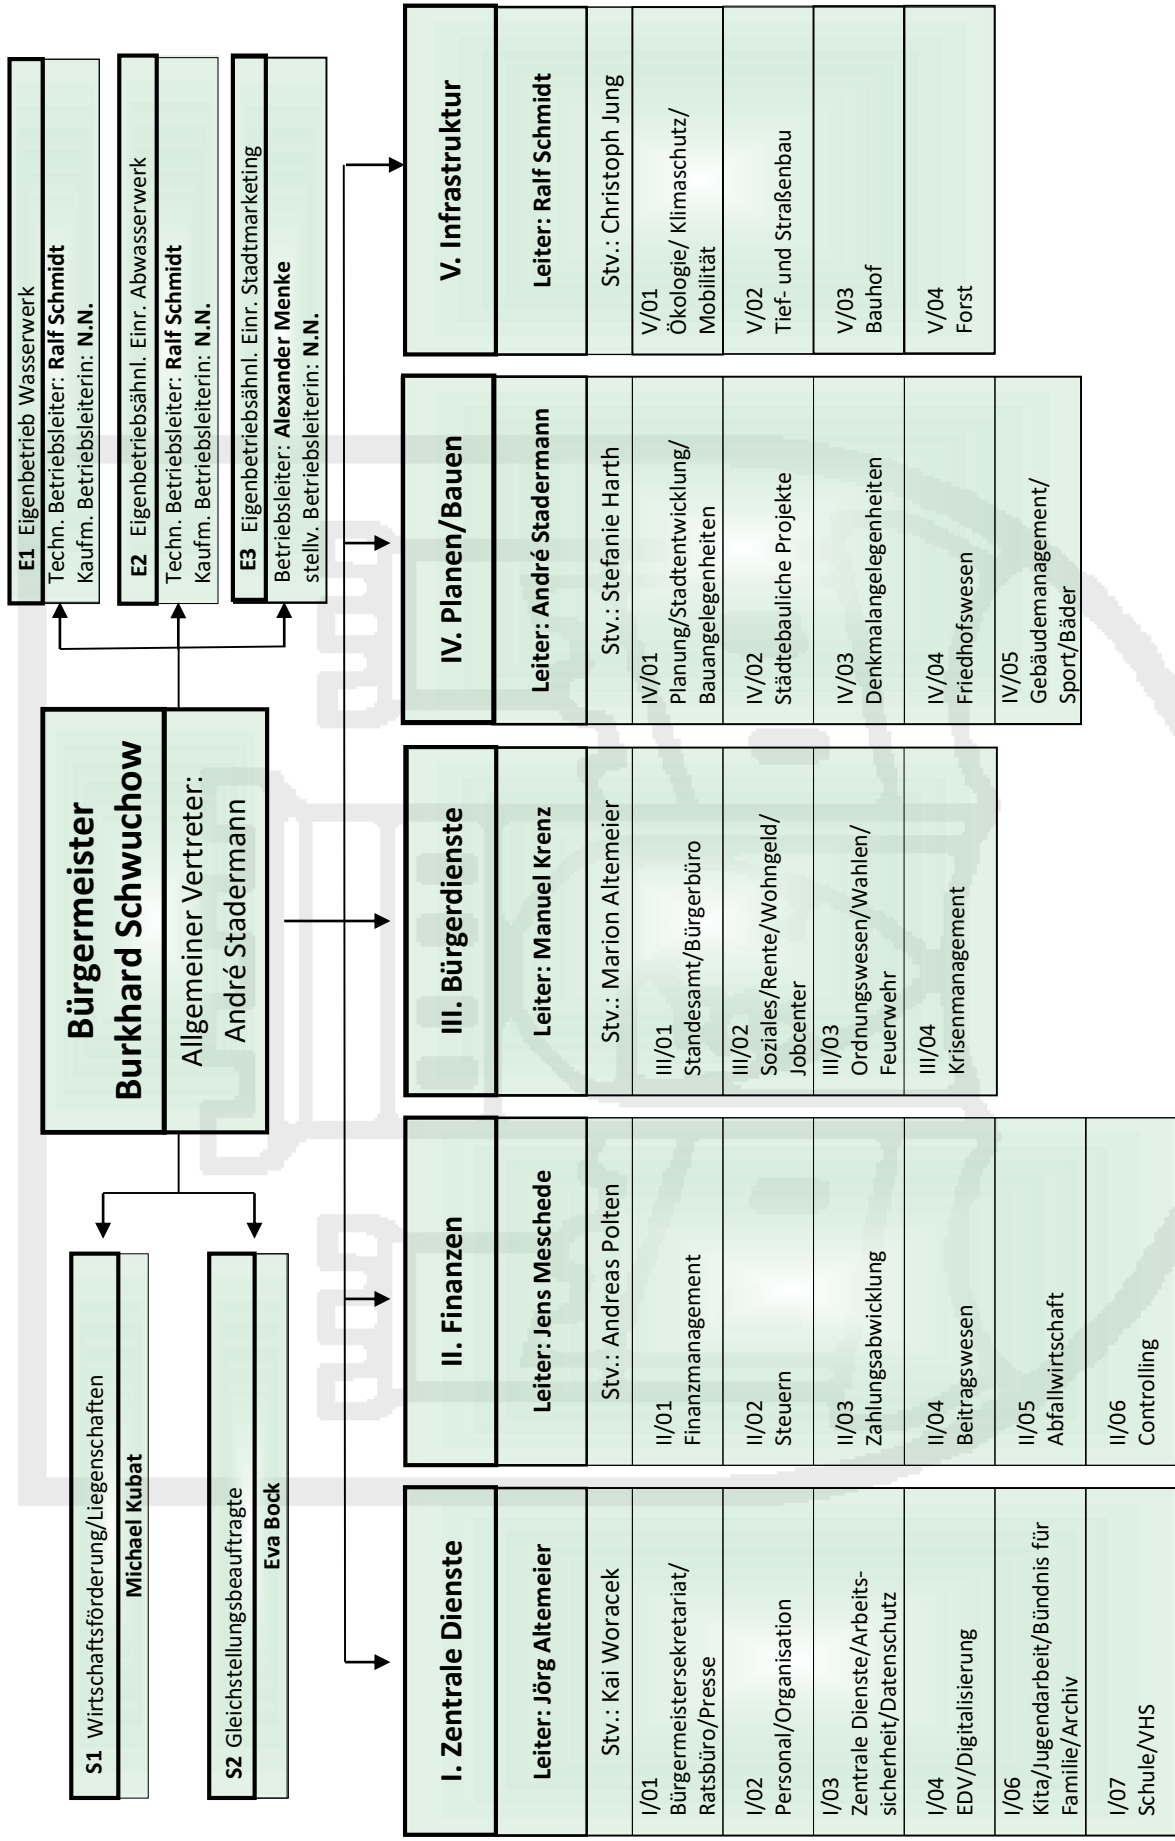 Bürgermeister
Burkhard Schwuchow
Allgemeiner Vertreter:
André Stadermann
S1 Wirtschaftsförderung/Liegenschaften
Michael Kubat
S2 Gleichstellungsbeauftragte
Eva Bock
E1 Eigenbetrieb Wasserwerk
Techn. Betriebsleiter: Ralf Schmidt
Kaufm. Betriebsleiterin: N.N.
E2 Eigenbetriebsähnl. Einr. Abwasserwerk
Techn. Betriebsleiter: Ralf Schmidt
Kaufm. Betriebsleiterin: N.N.
E3 Eigenbetriebsähnl. Einr. Stadtmarketing
Betriebsleiter: Alexander Menke
stellv. Betriebsleiterin: N.N.
I. Zentrale Dienste
Leiter: Jörg Altemeier
Stv.: Kai Woracek
I/01
Bürgermeistersekretariat/
Ratsbüro/Presse
I/02
Personal/Organisation
I/03
Zentrale Dienste/Arbeits-
sicherheit/Datenschutz
I/04
EDV/Digitalisierung
I/06
Kita/Jugendarbeit/Bündnis für
Familie/Archiv
I/07
Schule/VHS
II. Finanzen
Leiter: Jens Meschede
Stv.: Andreas Polten
II/01
Finanzmanagement
II/02
Steuern
II/03
Zahlungsabwicklung
II/04
Beitragswesen
II/05
Abfallwirtschaft
II/06
Controlling
III. Bürgerdienste
Leiter: Manuel Krenz
Stv.: Marion Altemeier
III/01
Standesamt/Bürgerbüro
III/02
Soziales/Rente/Wohngeld/
Jobcenter
III/03
Ordnungswesen/Wahlen/
Feuerwehr
III/04
Krisenmanagement
IV. Planen/Bauen
Leiter: André Stadermann
Stv.: Stefanie Harth
IV/01
Planung/Stadtentwicklung/
Bauangelegenheiten
IV/02
Städtebauliche Projekte
IV/03
Denkmalangelegenheiten
IV/04
Friedhofswesen
IV/05
Gebäudemanagement/
Sport/Bäder
V. Infrastruktur
Leiter: Ralf Schmidt
Stv.: Christoph Jung
V/01
Ökologie/ Klimaschutz/
Mobilität
V/02
Tief- und Straßenbau
V/03
Bauhof
V/04
Forst